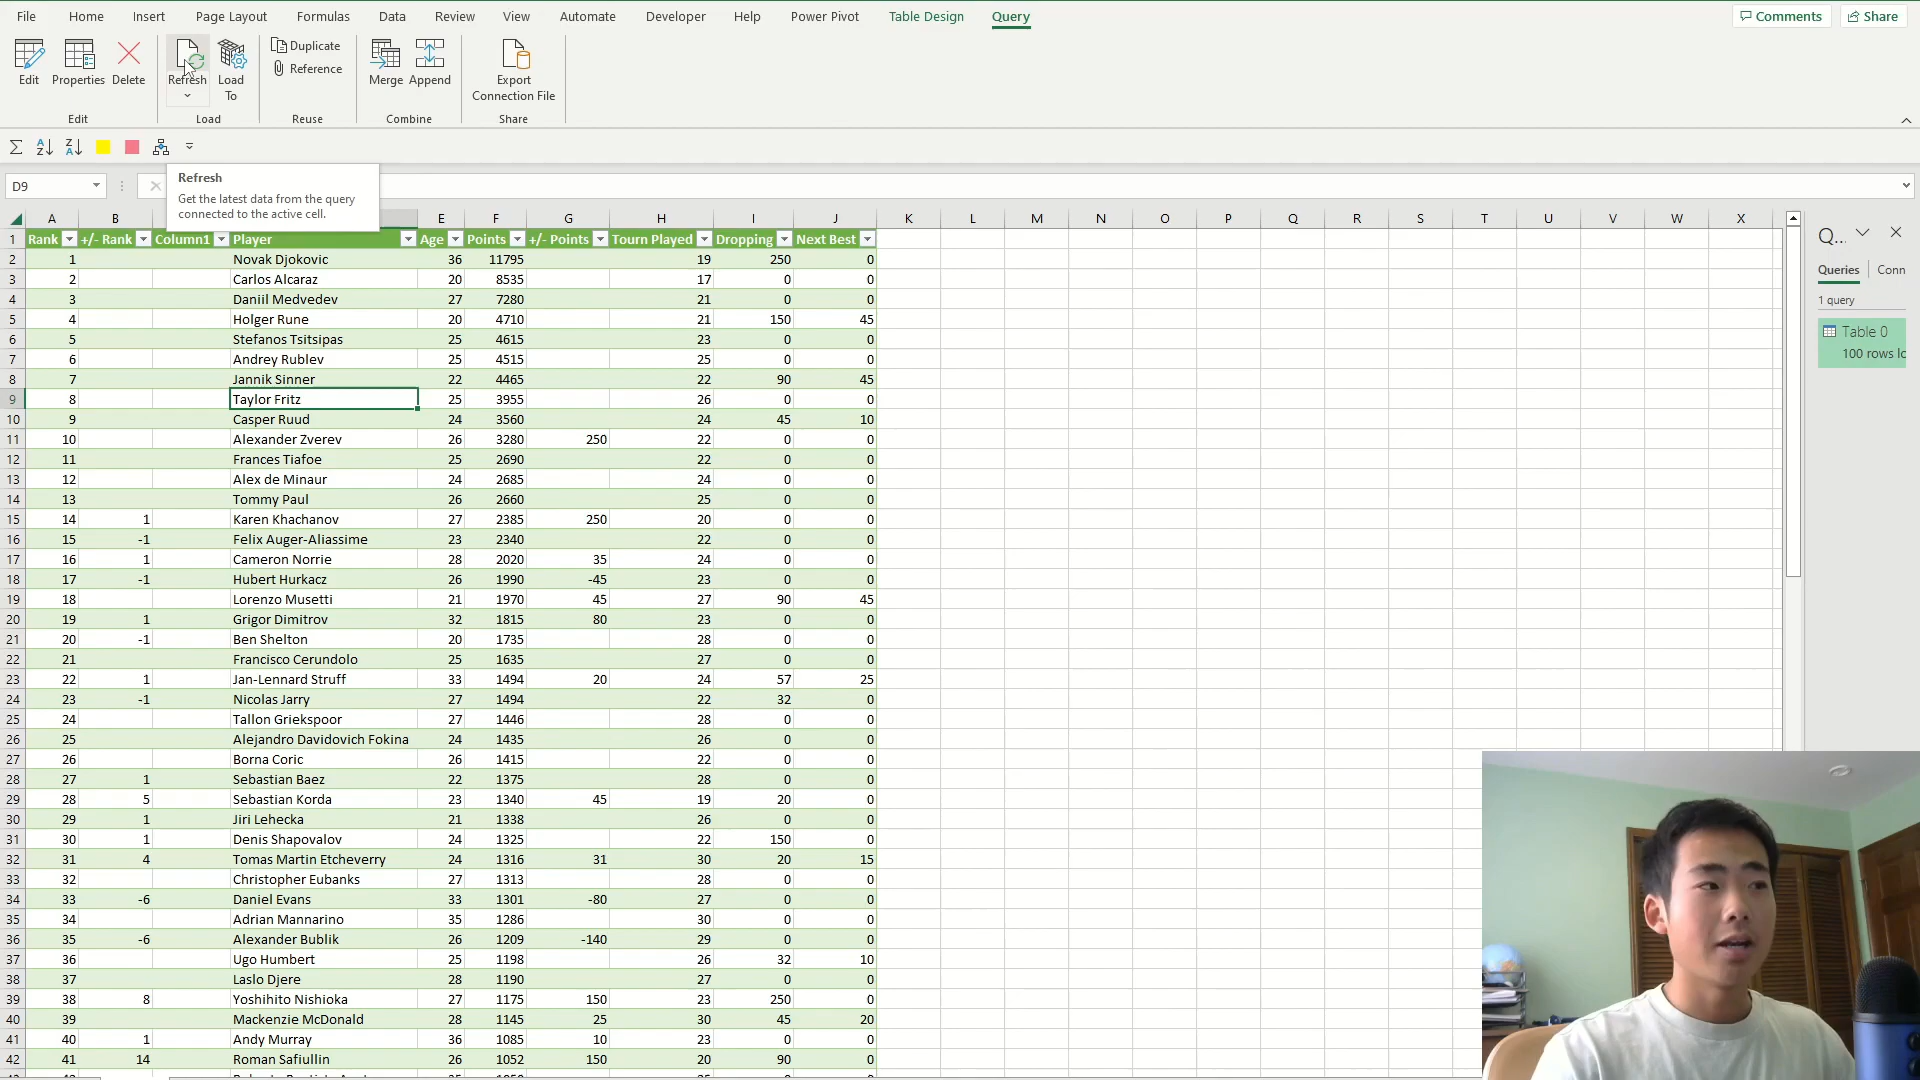 File Home Insert Page Layout Formulas Data Review View Automate Developer Help Power Pivot Table Design Query Comments Share
Edit Properties Delete Refresh Load To Duplicate Reference Merge Append Export Connection File
Edit Load Reuse Combine Share
D9
Refresh
Get the latest data from the query
connected to the active cell.
A B E F G H I J K L M N O P Q R S T U V W X
1 Rank +/- Rank Column1 Player Age Points +/- Points Tourn Played Dropping Next Best
2 1 Novak Djokovic 36 11795 19 250 0
3 2 Carlos Alcaraz 20 8535 17 0 0
4 3 Daniil Medvedev 27 7280 21 0 0
5 4 Holger Rune 20 4710 21 150 45
6 5 Stefanos Tsitsipas 25 4615 23 0 0
7 6 Andrey Rublev 25 4515 25 0 0
8 7 Jannik Sinner 22 4465 22 90 45
9 8 Taylor Fritz 25 3955 26 0 0
10 9 Casper Ruud 24 3560 24 45 10
11 10 Alexander Zverev 26 3280 250 22 0 0
12 11 Frances Tiafoe 25 2690 22 0 0
13 12 Alex de Minaur 24 2685 24 0 0
14 13 Tommy Paul 26 2660 25 0 0
15 14 1 Karen Khachanov 27 2385 250 20 0 0
16 15 -1 Felix Auger-Aliassime 23 2340 22 0 0
17 16 1 Cameron Norrie 28 2020 35 24 0 0
18 17 -1 Hubert Hurkacz 26 1990 -45 23 0 0
19 18 Lorenzo Musetti 21 1970 45 27 90 45
20 19 1 Grigor Dimitrov 32 1815 80 23 0 0
21 20 -1 Ben Shelton 20 1735 28 0 0
22 21 Francisco Cerundolo 25 1635 27 0 0
23 22 1 Jan-Lennard Struff 33 1494 20 24 57 25
24 23 -1 Nicolas Jarry 27 1494 22 32 0
25 24 Tallon Griekspoor 27 1446 28 0 0
26 25 Alejandro Davidovich Fokina 24 1435 26 0 0
27 26 Borna Coric 26 1415 22 0 0
28 27 1 Sebastian Baez 22 1375 28 0 0
29 28 5 Sebastian Korda 23 1340 45 19 20 0
30 29 1 Jiri Lehecka 21 1338 26 0 0
31 30 1 Denis Shapovalov 24 1325 22 150 0
32 31 4 Tomas Martin Etcheverry 24 1316 31 30 20 15
33 32 Christopher Eubanks 27 1313 28 0 0
34 33 -6 Daniel Evans 33 1301 -80 27 0 0
35 34 Adrian Mannarino 35 1286 30 0 0
36 35 -6 Alexander Bublik 26 1209 -140 29 0 0
37 36 Ugo Humbert 25 1198 26 32 10
38 37 Laslo Djere 28 1190 27 0 0
39 38 8 Yoshihito Nishioka 27 1175 150 23 250 0
40 39 Mackenzie McDonald 28 1145 25 30 45 20
41 40 1 Andy Murray 36 1085 10 23 0 0
42 41 14 Roman Safiullin 26 1052 150 20 90 0
Q...
Queries Conn
1 query
Table 0
100 rows lo